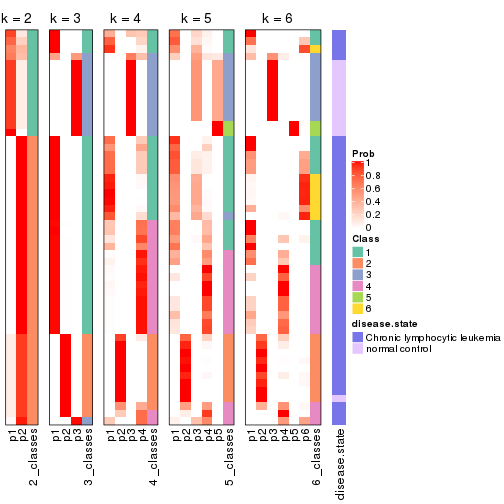 k = 2
k = 3
k = 4
k = 5
k = 6
Prob
1
0.8
0.6
0.4
0.2
0
Class
1
2
3
4
5
6
disease.state
Chronic lymphocytic leukemia
normal control
p1
p2
2_classes
p1
p2
p3
3_classes
p1
p2
p3
p4
4_classes
p1
p2
p3
p4
p5
5_classes
p1
p2
p3
p4
p5
p6
6_classes
disease.state